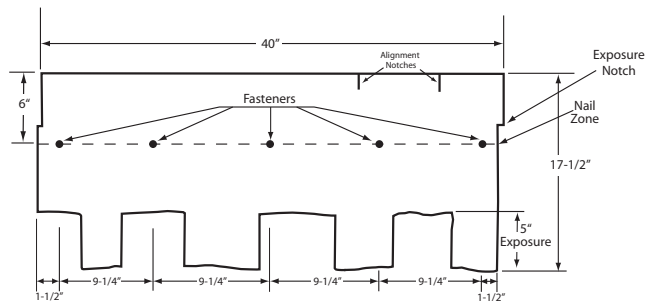 40"
Alignment
Notches
Exposure
Notch
6"
Fasteners
Nail
Zone
17-1/2"
5"
Exposure
9-1/4"
9-1/4"
9-1/4"
9-1/4"
1-1/2"
1-1/2"